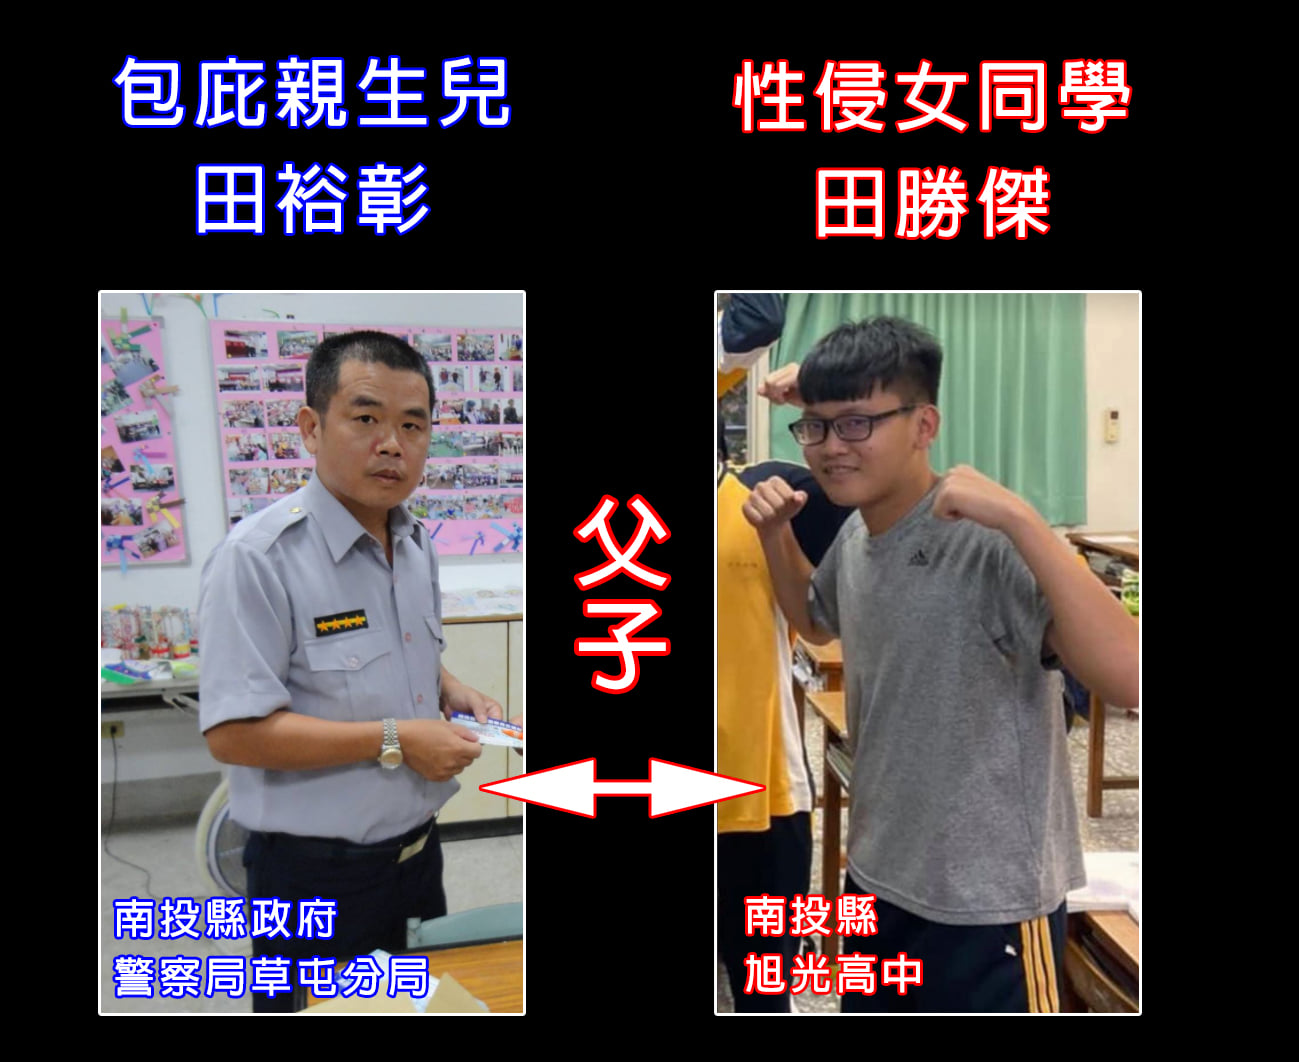 包庇親生兒
田裕彰
性侵女同學
田勝傑
父子
南投縣政府
警察局草屯分局
南投縣
旭光高中